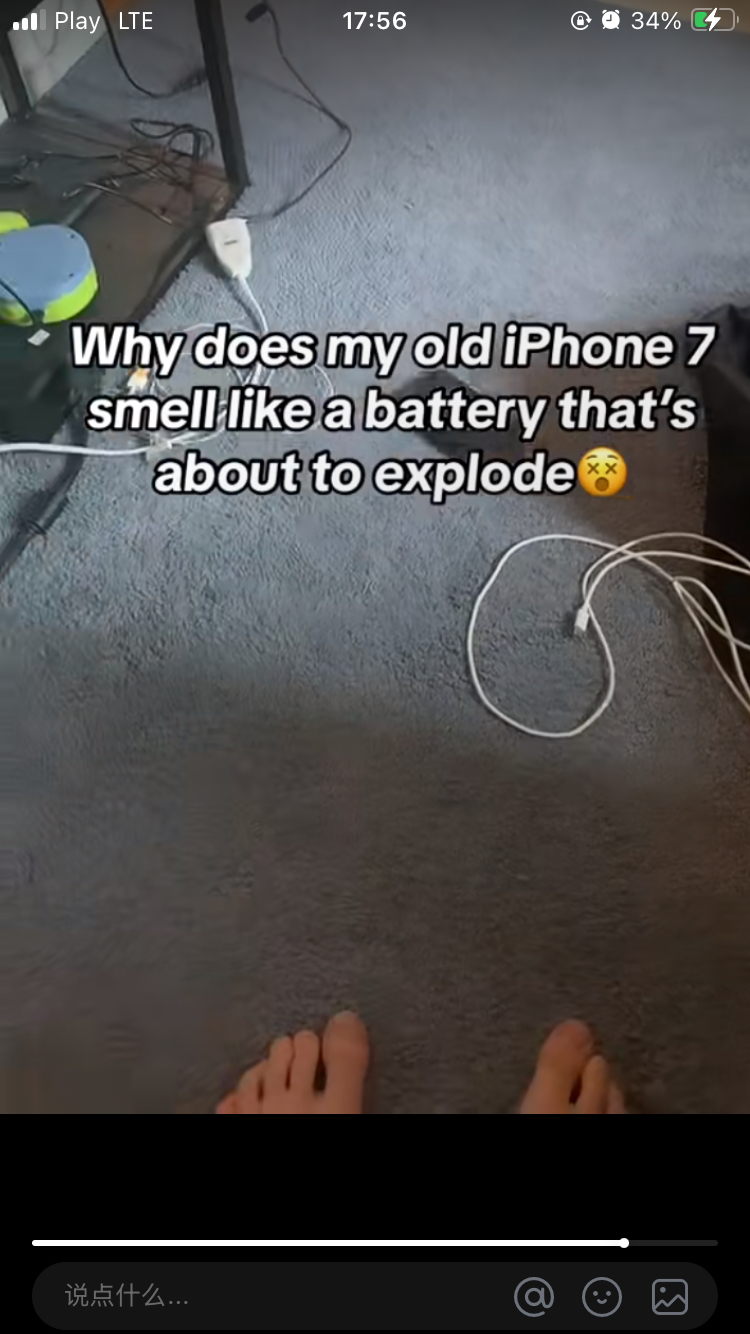 Play LTE 17:56 34%
Why does my old iPhone 7
smell like a battery that's
about to explode😵
说点什么...